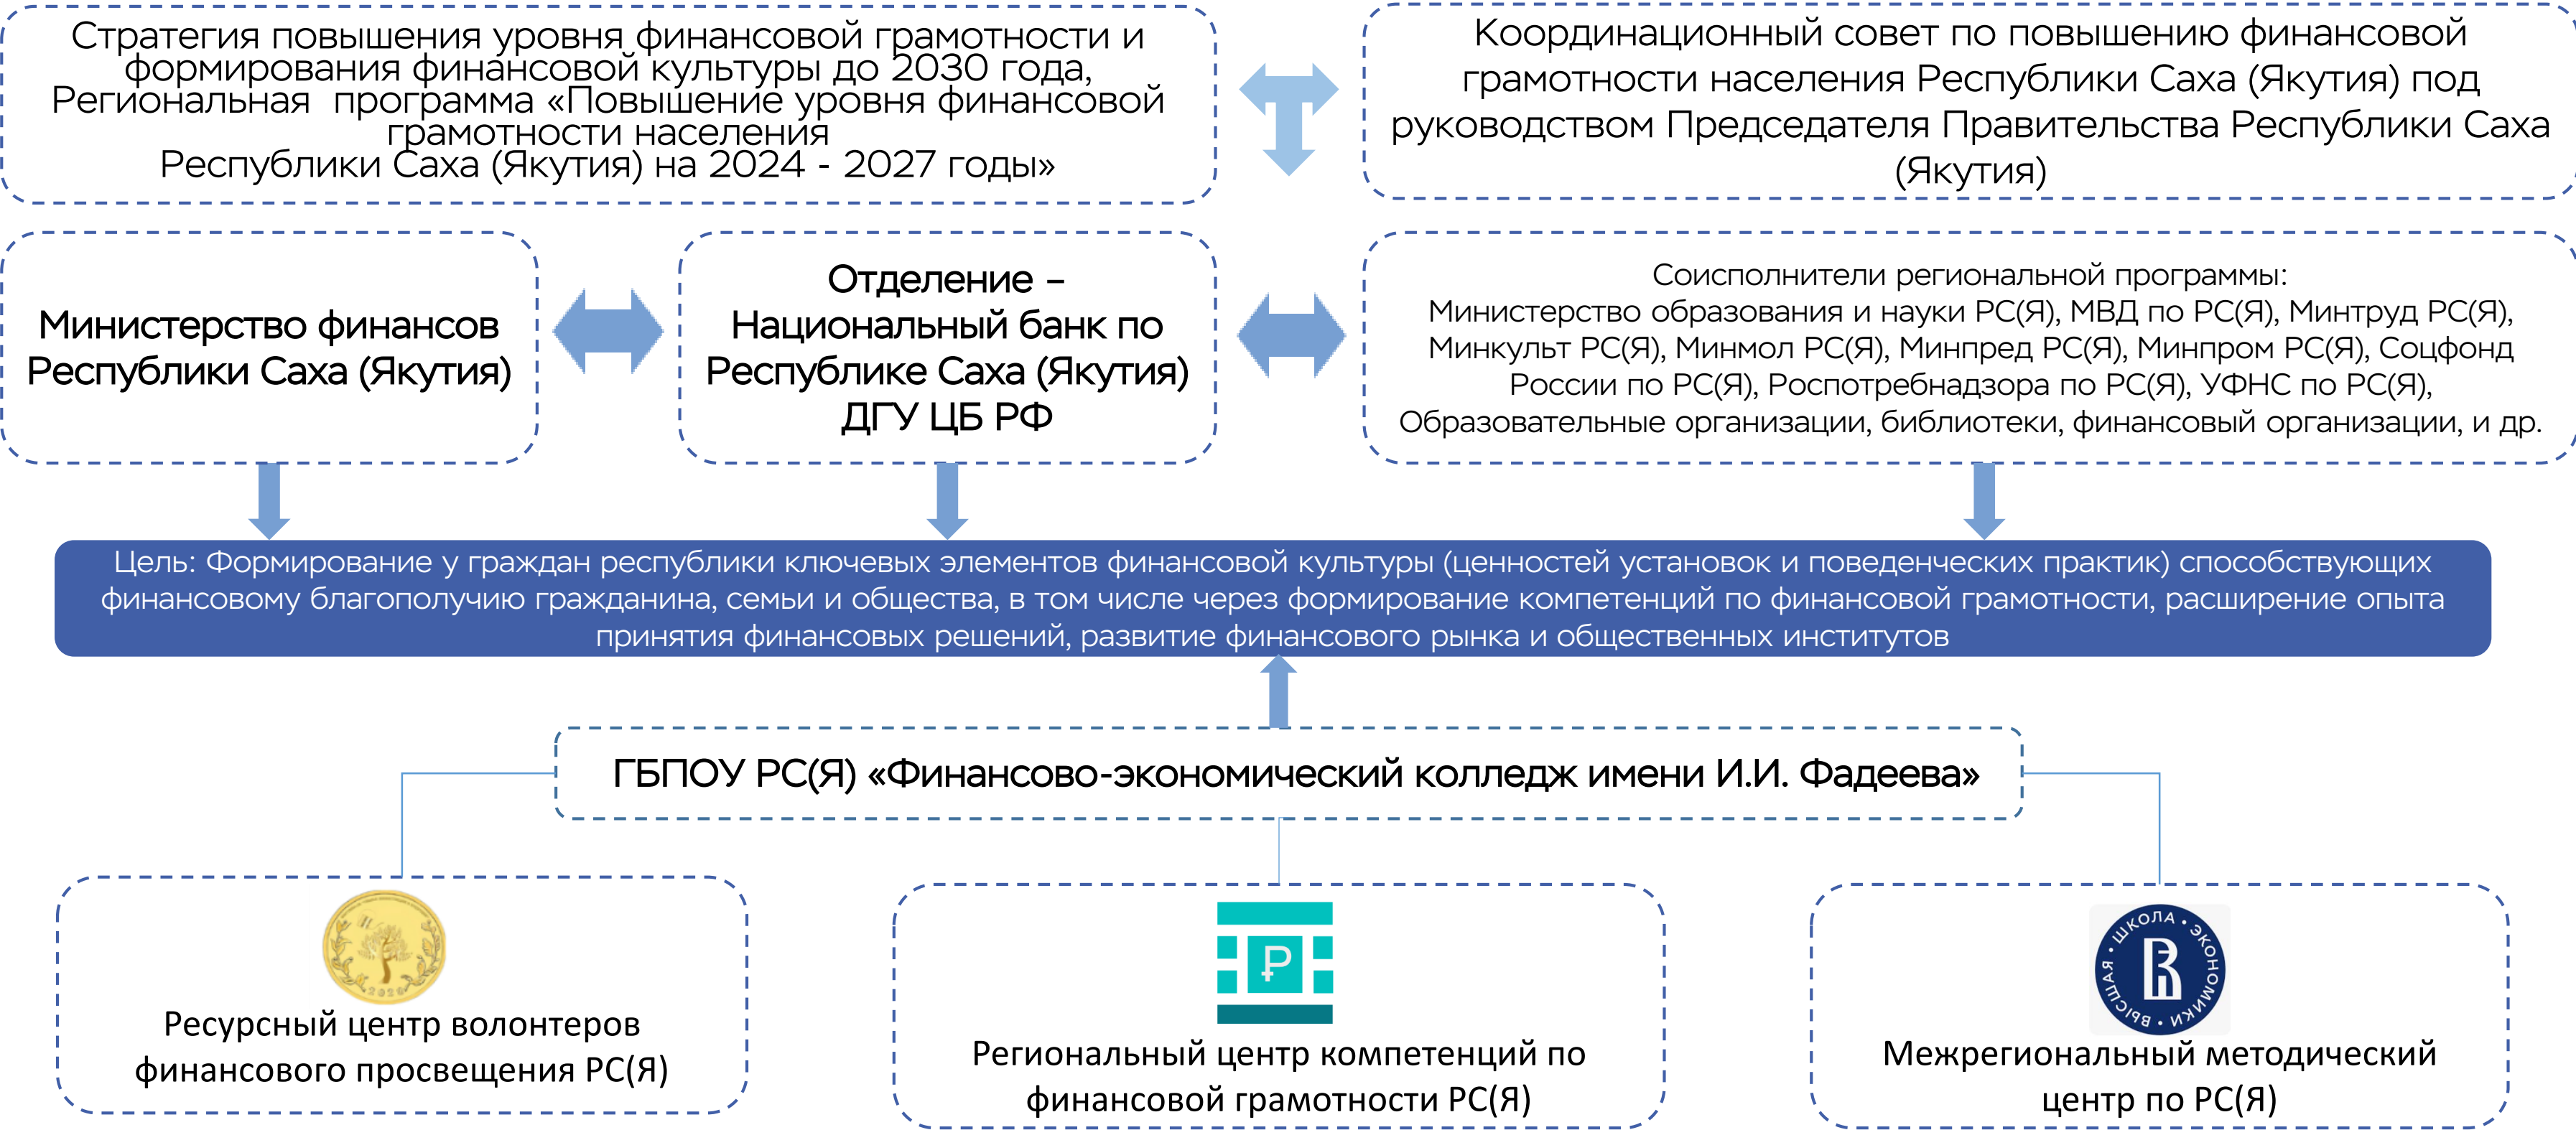 Стратегия повышения уровня финансовой грамотности и
формирования финансовой культуры до 2030 года,
Региональная программа «Повышение уровня финансовой
грамотности населения
Республики Саха (Якутия) на 2024 - 2027 годы»
Координационный совет по повышению финансовой
грамотности населения Республики Саха (Якутия) под
руководством Председателя Правительства Республики Саха
(Якутия)
Министерство финансов
Республики Саха (Якутия)
Отделение –
Национальный банк по
Республике Саха (Якутия)
ДГУ ЦБ РФ
Соисполнители региональной программы:
Министерство образования и науки РС(Я), МВД по РС(Я), Минтруд РС(Я),
Минкульт РС(Я), Минмол РС(Я), Минпред РС(Я), Минпром РС(Я), Соцфонд
России по РС(Я), Роспотребнадзора по РС(Я), УФНС по РС(Я),
Образовательные организации, библиотеки, финансовый организации, и др.
Цель: Формирование у граждан республики ключевых элементов финансовой культуры (ценностей установок и поведенческих практик) способствующих
финансовому благополучию гражданина, семьи и общества, в том числе через формирование компетенций по финансовой грамотности, расширение опыта
принятия финансовых решений, развитие финансового рынка и общественных институтов
ГБПОУ РС(Я) «Финансово-экономический колледж имени И.И. Фадеева»
2020
Ресурсный центр волонтеров
финансового просвещения РС(Я)
₽
Региональный центр компетенций по
финансовой грамотности РС(Я)
ВЫСШАЯ • ШКОЛА • ЭКОНОМИКИ •
Межрегиональный методический
центр по РС(Я)